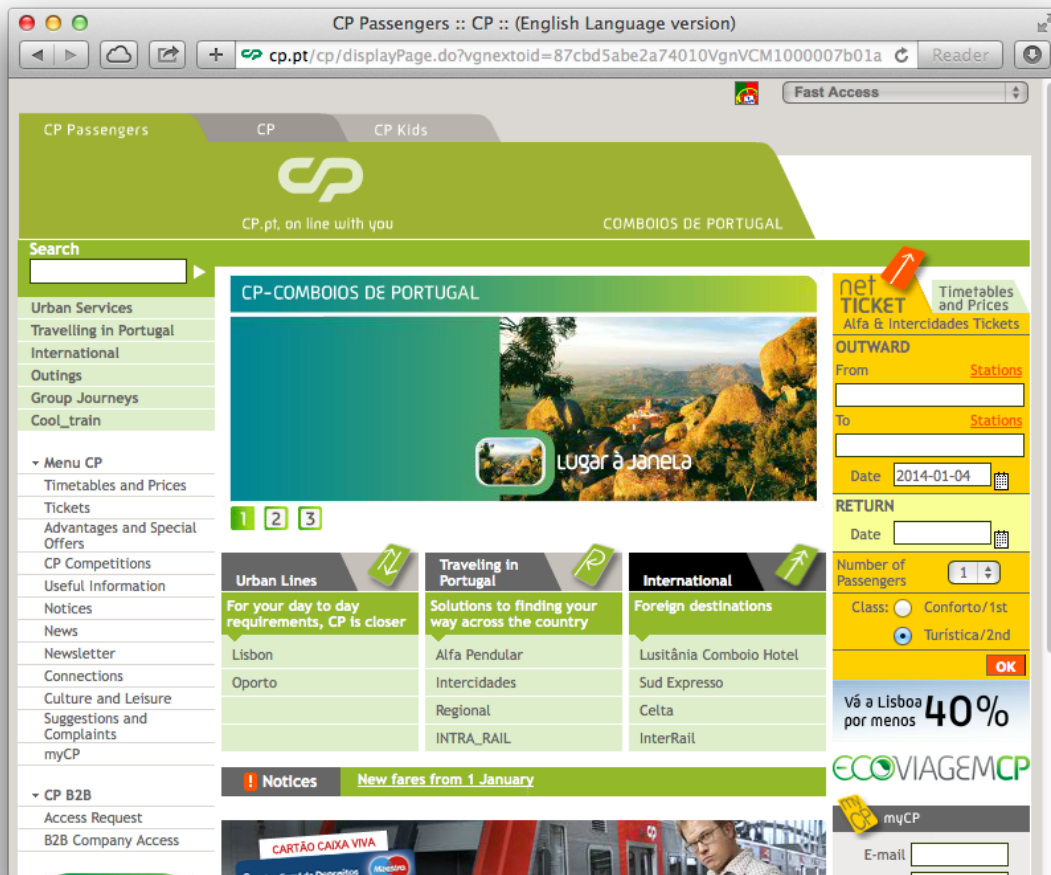 CP Passengers :: CP :: (English Language version)
cp.pt/cp/displayPage.do?vgnextoid=87cbd5abe2a74010VgnVCM1000007b01a
Reader
Fast Access
CP Passengers
CP
CP Kids
CP.pt, on line with you
COMBOIOS DE PORTUGAL
Search
Urban Services
Travelling in Portugal
International
Outings
Group Journeys
Cool_train
Menu CP
Timetables and Prices
Tickets
Advantages and Special
Offers
CP Competitions
Useful Information
Notices
News
Newsletter
Connections
Culture and Leisure
Suggestions and
Complaints
myCP
CP B2B
Access Request
B2B Company Access
CP-COMBOIOS DE PORTUGAL
LUGAR À JANELA
1 2 3
Urban Lines
For your day to day
requirements, CP is closer
Lisbon
Oporto
Traveling in
Portugal
Solutions to finding your
way across the country
Alfa Pendular
Intercidades
Regional
INTRA_RAIL
International
Foreign destinations
Lusitânia Comboio Hotel
Sud Expresso
Celta
InterRail
! Notices
New fares from 1 January
CARTÃO CAIXA VIVA
Maestro
net
TICKET
Timetables
and Prices
Alfa & Intercidades Tickets
OUTWARD
From
Stations
To
Stations
Date
2014-01-04
RETURN
Date
Number of
Passengers
1
Class:
Conforto/1st
Turística/2nd
OK
Vá a Lisboa
por menos
40%
ECOVIAGEMCP
my
CP
myCP
E-mail